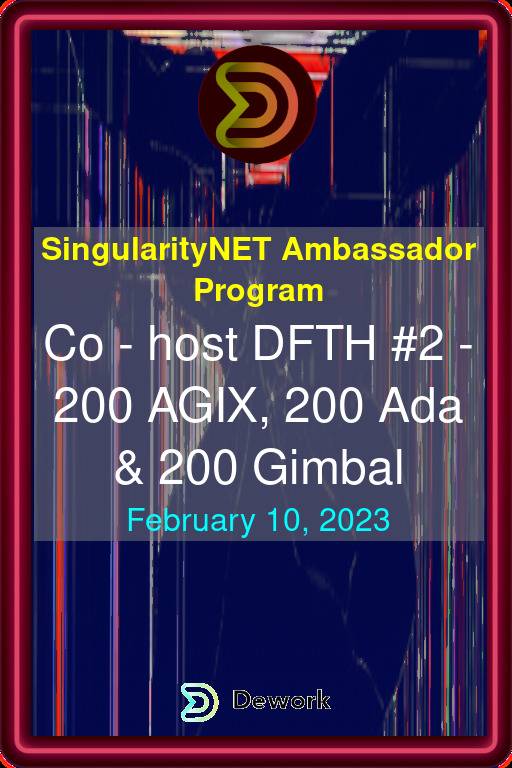 SingularityNET Ambassador
Program
Co - host DFTH #2 -
200 AGIX, 200 Ada
& 200 Gimbal
February 10, 2023
Dework